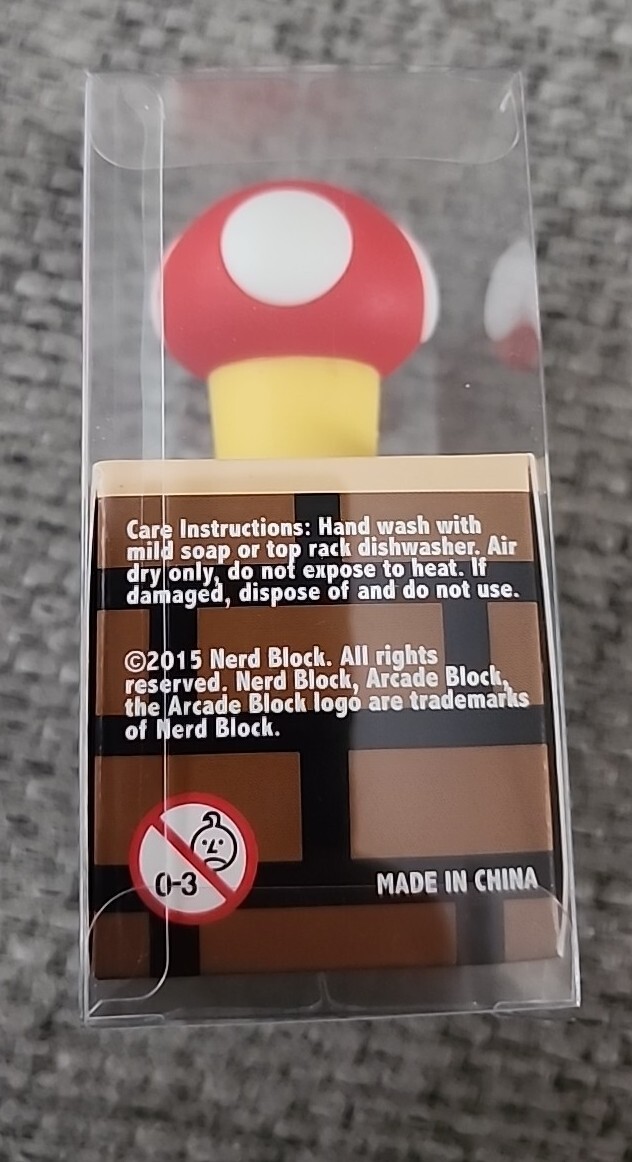 Care Instructions: Hand wash with
mild soap or top rack dishwasher. Air
dry only, do not expose to heat. If
damaged, dispose of and do not use.
©2015 Nerd Block. All rights
reserved. Nerd Block, Arcade Block,
the Arcade Block logo are trademarks
of Nerd Block.
0-3
MADE IN CHINA